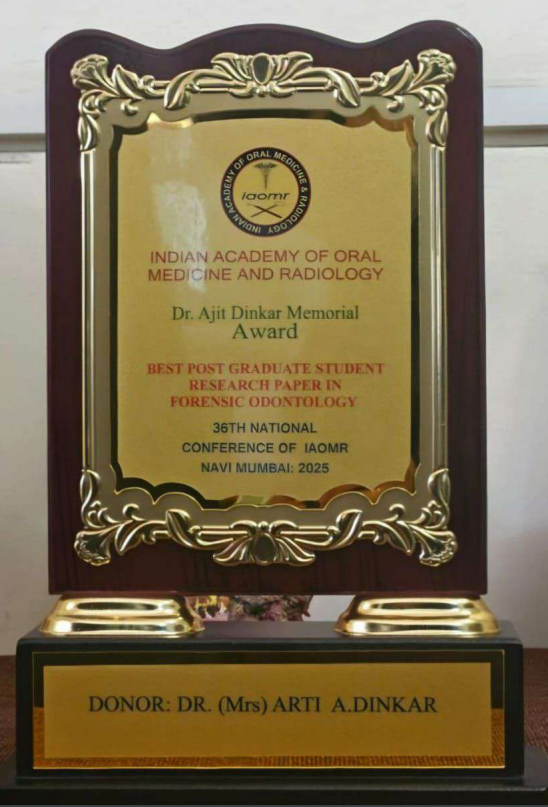 INDIAN ACADEMY OF ORAL MEDICINE & RADIOLOGY
iaomr
INDIAN ACADEMY OF ORAL
MEDICINE AND RADIOLOGY
Dr. Ajit Dinkar Memorial
Award
BEST POST GRADUATE STUDENT
RESEARCH PAPER IN
FORENSIC ODONTOLOGY
36TH NATIONAL
CONFERENCE OF IAOMR
NAVI MUMBAI: 2025
DONOR: DR. (Mrs) ARTI A.DINKAR